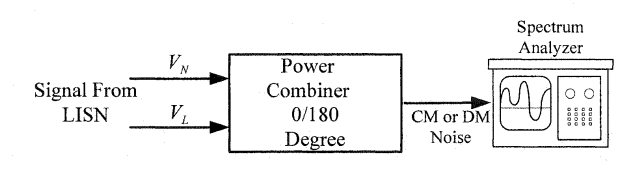 Spectrum
Analyzer
V_N
Power
Combiner
0/180
Degree
Signal From
LISN
V_L
CM or DM
Noise